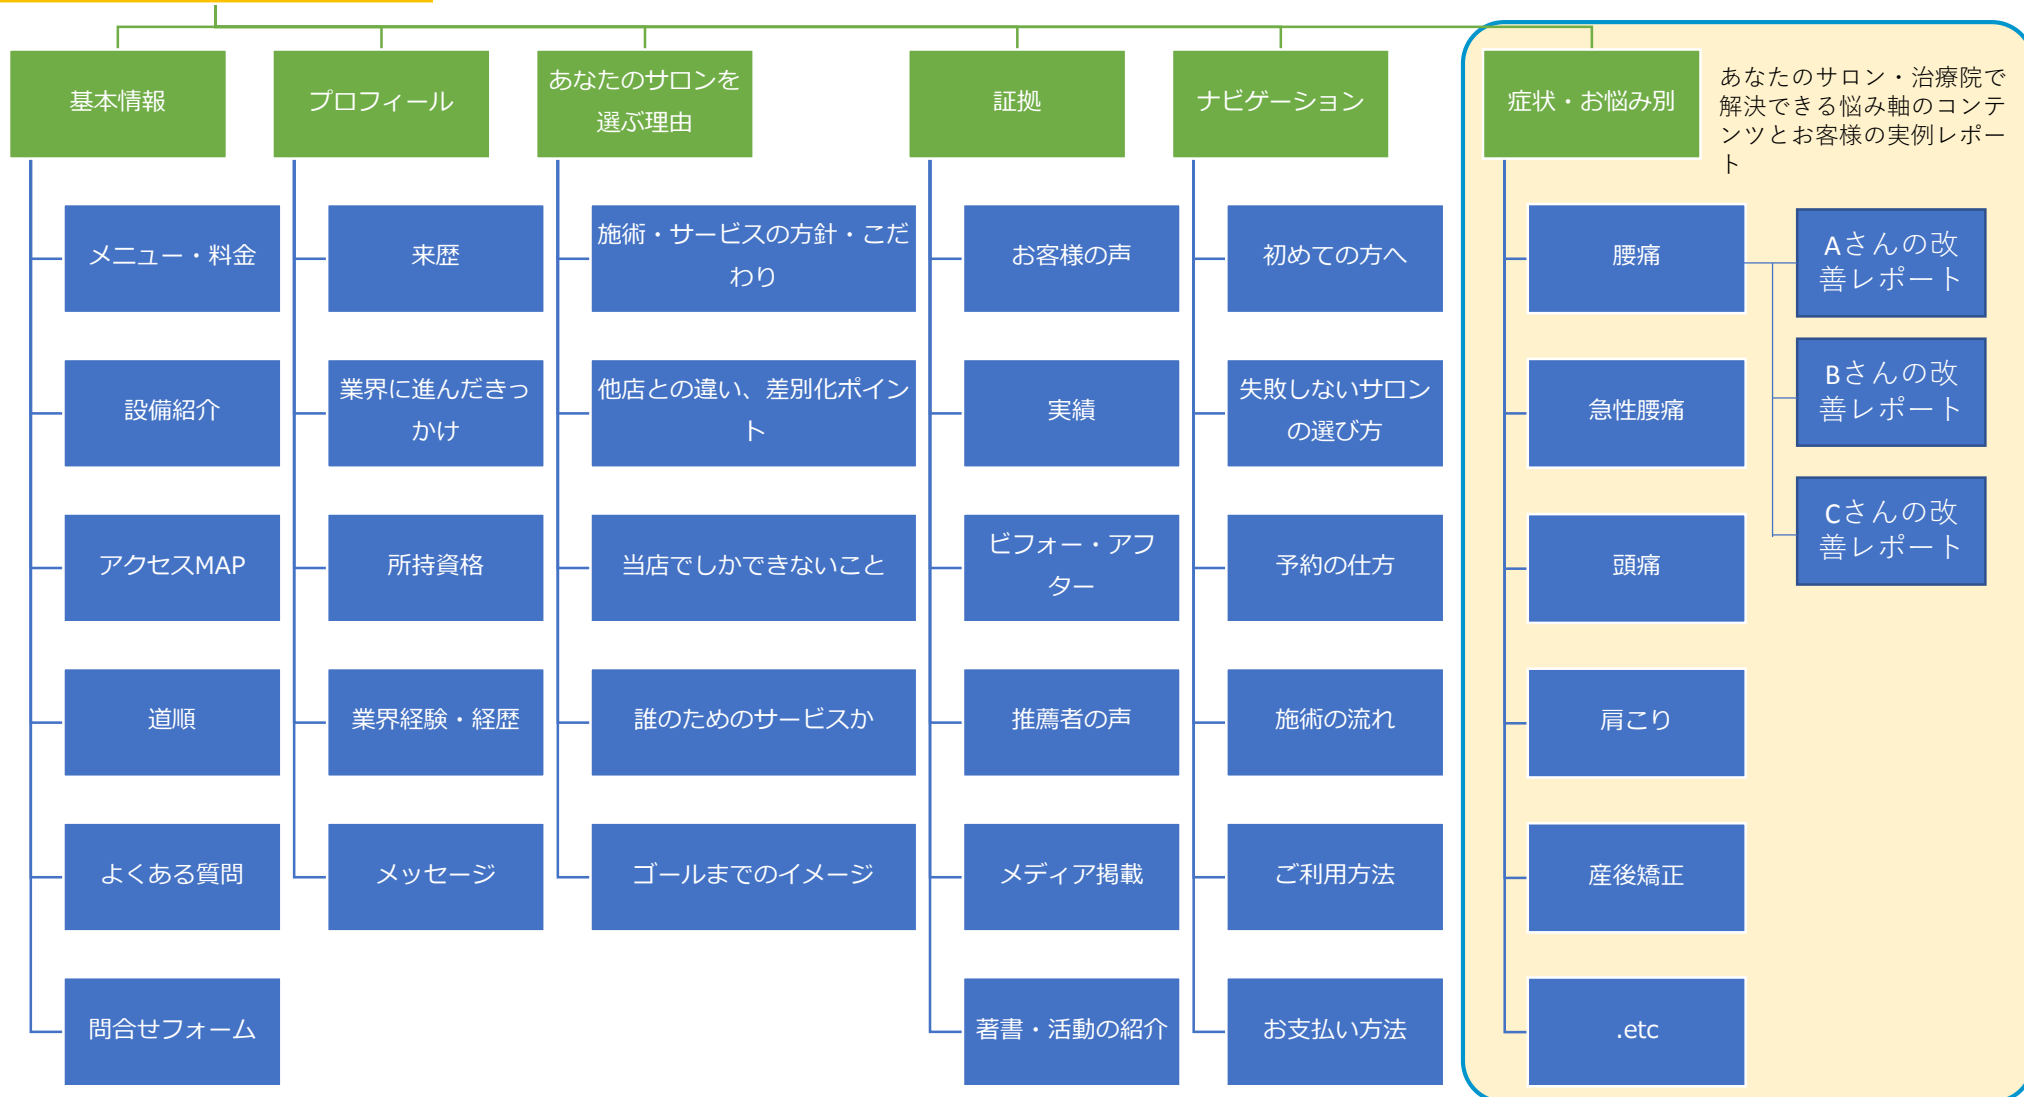 基本情報
プロフィール
あなたのサロンを
選ぶ理由
証拠
ナビゲーション
症状・お悩み別
あなたのサロン・治療院で
解決できる悩み軸のコンテ
ンツとお客様の実例レポー
ト
メニュー・料金
設備紹介
アクセスMAP
道順
よくある質問
問合せフォーム
来歴
業界に進んだきっ
かけ
所持資格
業界経験・経歴
メッセージ
施術・サービスの方針・こだ
わり
他店との違い、差別化ポイン
ト
当店でしかできないこと
誰のためのサービスか
ゴールまでのイメージ
お客様の声
実績
ビフォー・アフ
ター
推薦者の声
メディア掲載
著書・活動の紹介
初めての方へ
失敗しないサロン
の選び方
予約の仕方
施術の流れ
ご利用方法
お支払い方法
腰痛
急性腰痛
頭痛
肩こり
産後矯正
.etc
Aさんの改
善レポート
Bさんの改
善レポート
Cさんの改
善レポート